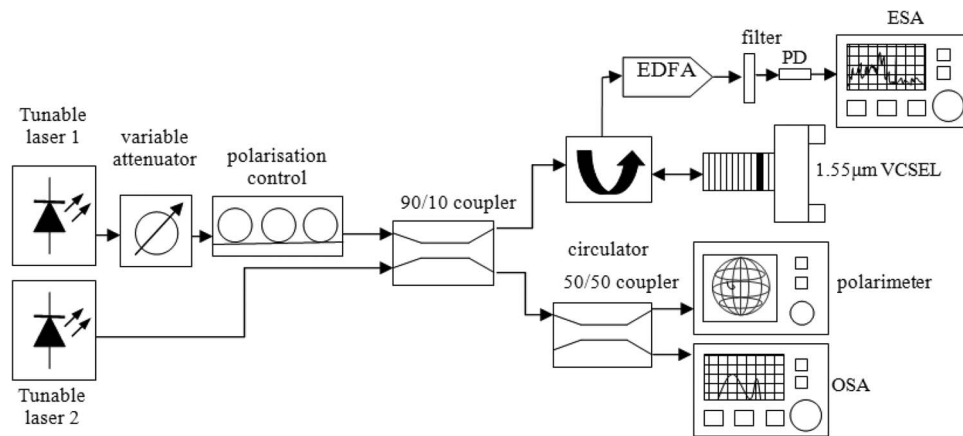 ESA
filter
PD
EDFA
Tunable
laser 1
variable
attenuator
polarisation
control
1.55μm VCSEL
90/10 coupler
circulator
50/50 coupler
polarimeter
OSA
Tunable
laser 2